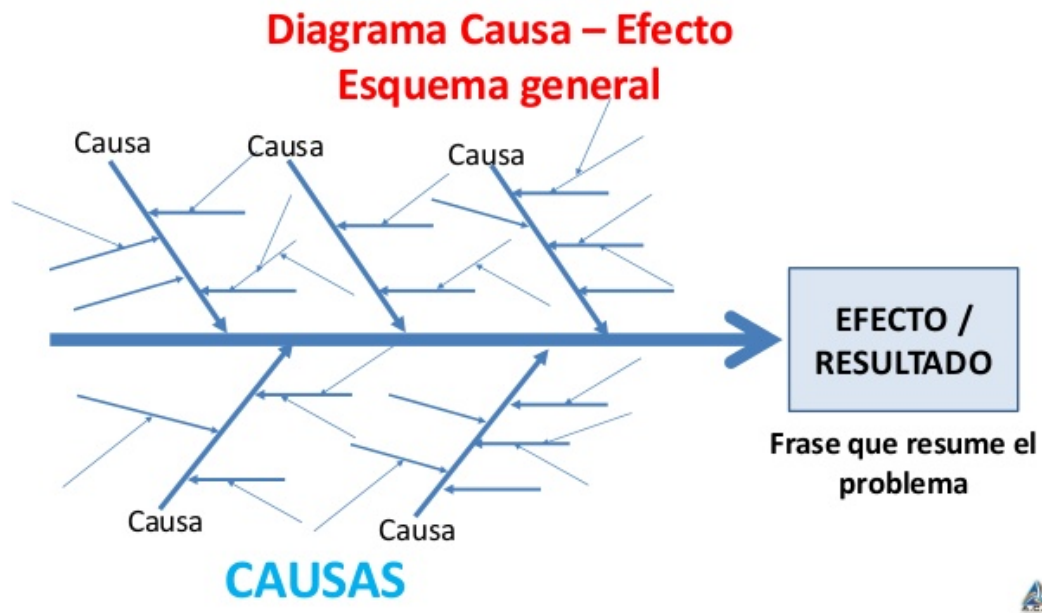 Diagrama Causa – Efecto
Esquema general
Causa
Causa
Causa
EFECTO /
RESULTADO
Frase que resume el
problema
Causa
Causa
CAUSAS